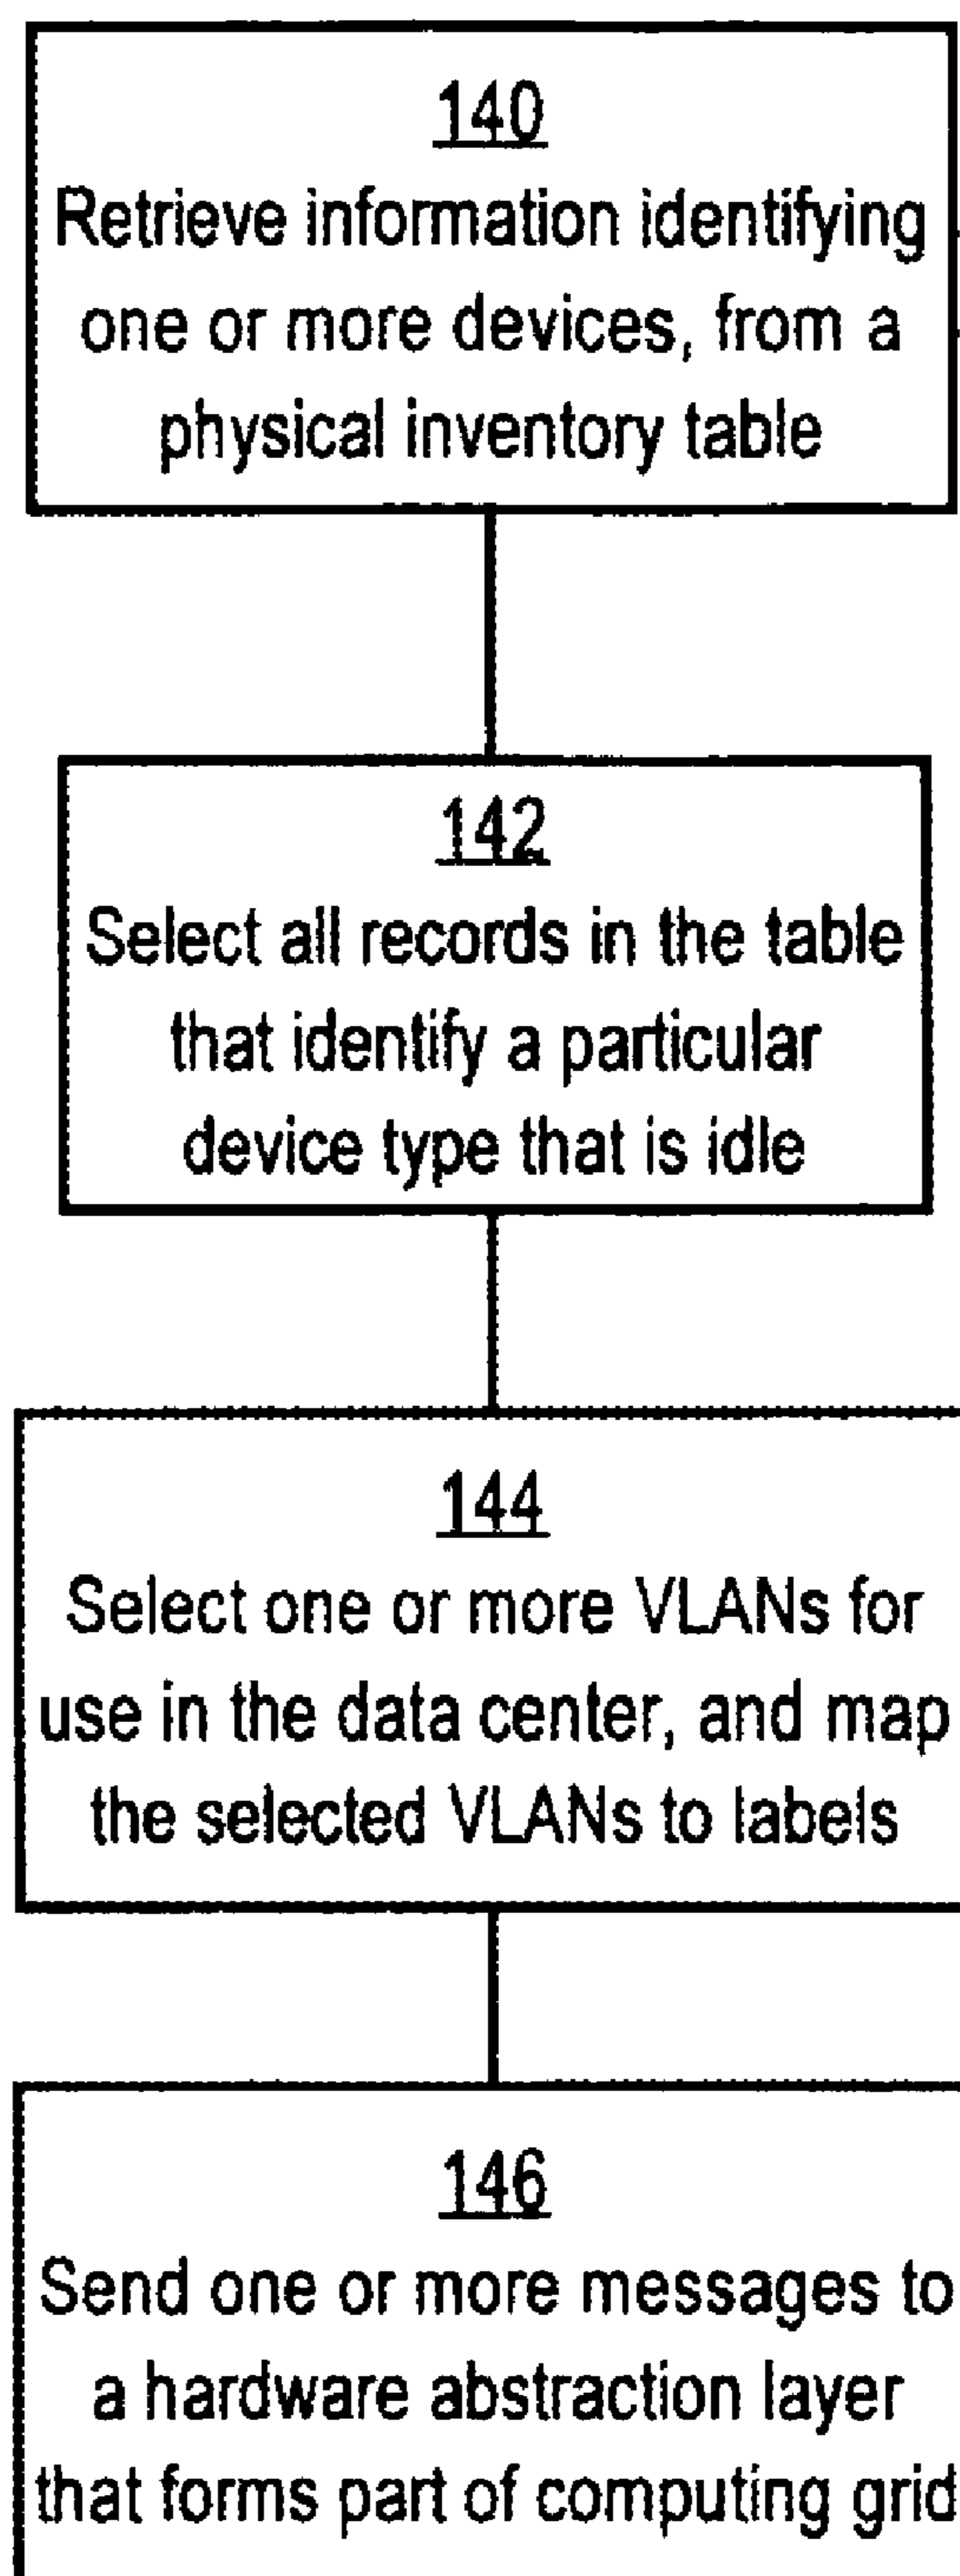 140
Retrieve information identifying
one or more devices, from a
physical inventory table
142
Select all records in the table
that identify a particular
device type that is idle
144
Select one or more VLANs for
use in the data center, and map
the selected VLANs to labels
146
Send one or more messages to
a hardware abstraction layer
that forms part of computing grid